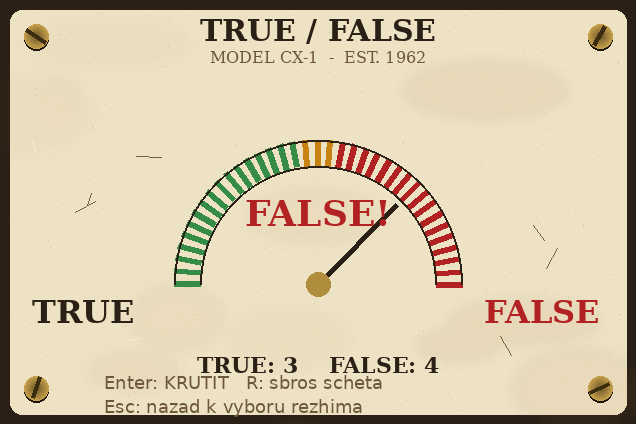 TRUE / FALSE
MODEL CX-1 - EST. 1962
FALSE!
TRUE
FALSE
TRUE: 3 FALSE: 4
Enter: KRUTIT R: sbros scheta
Esc: nazad k vyboru rezhima